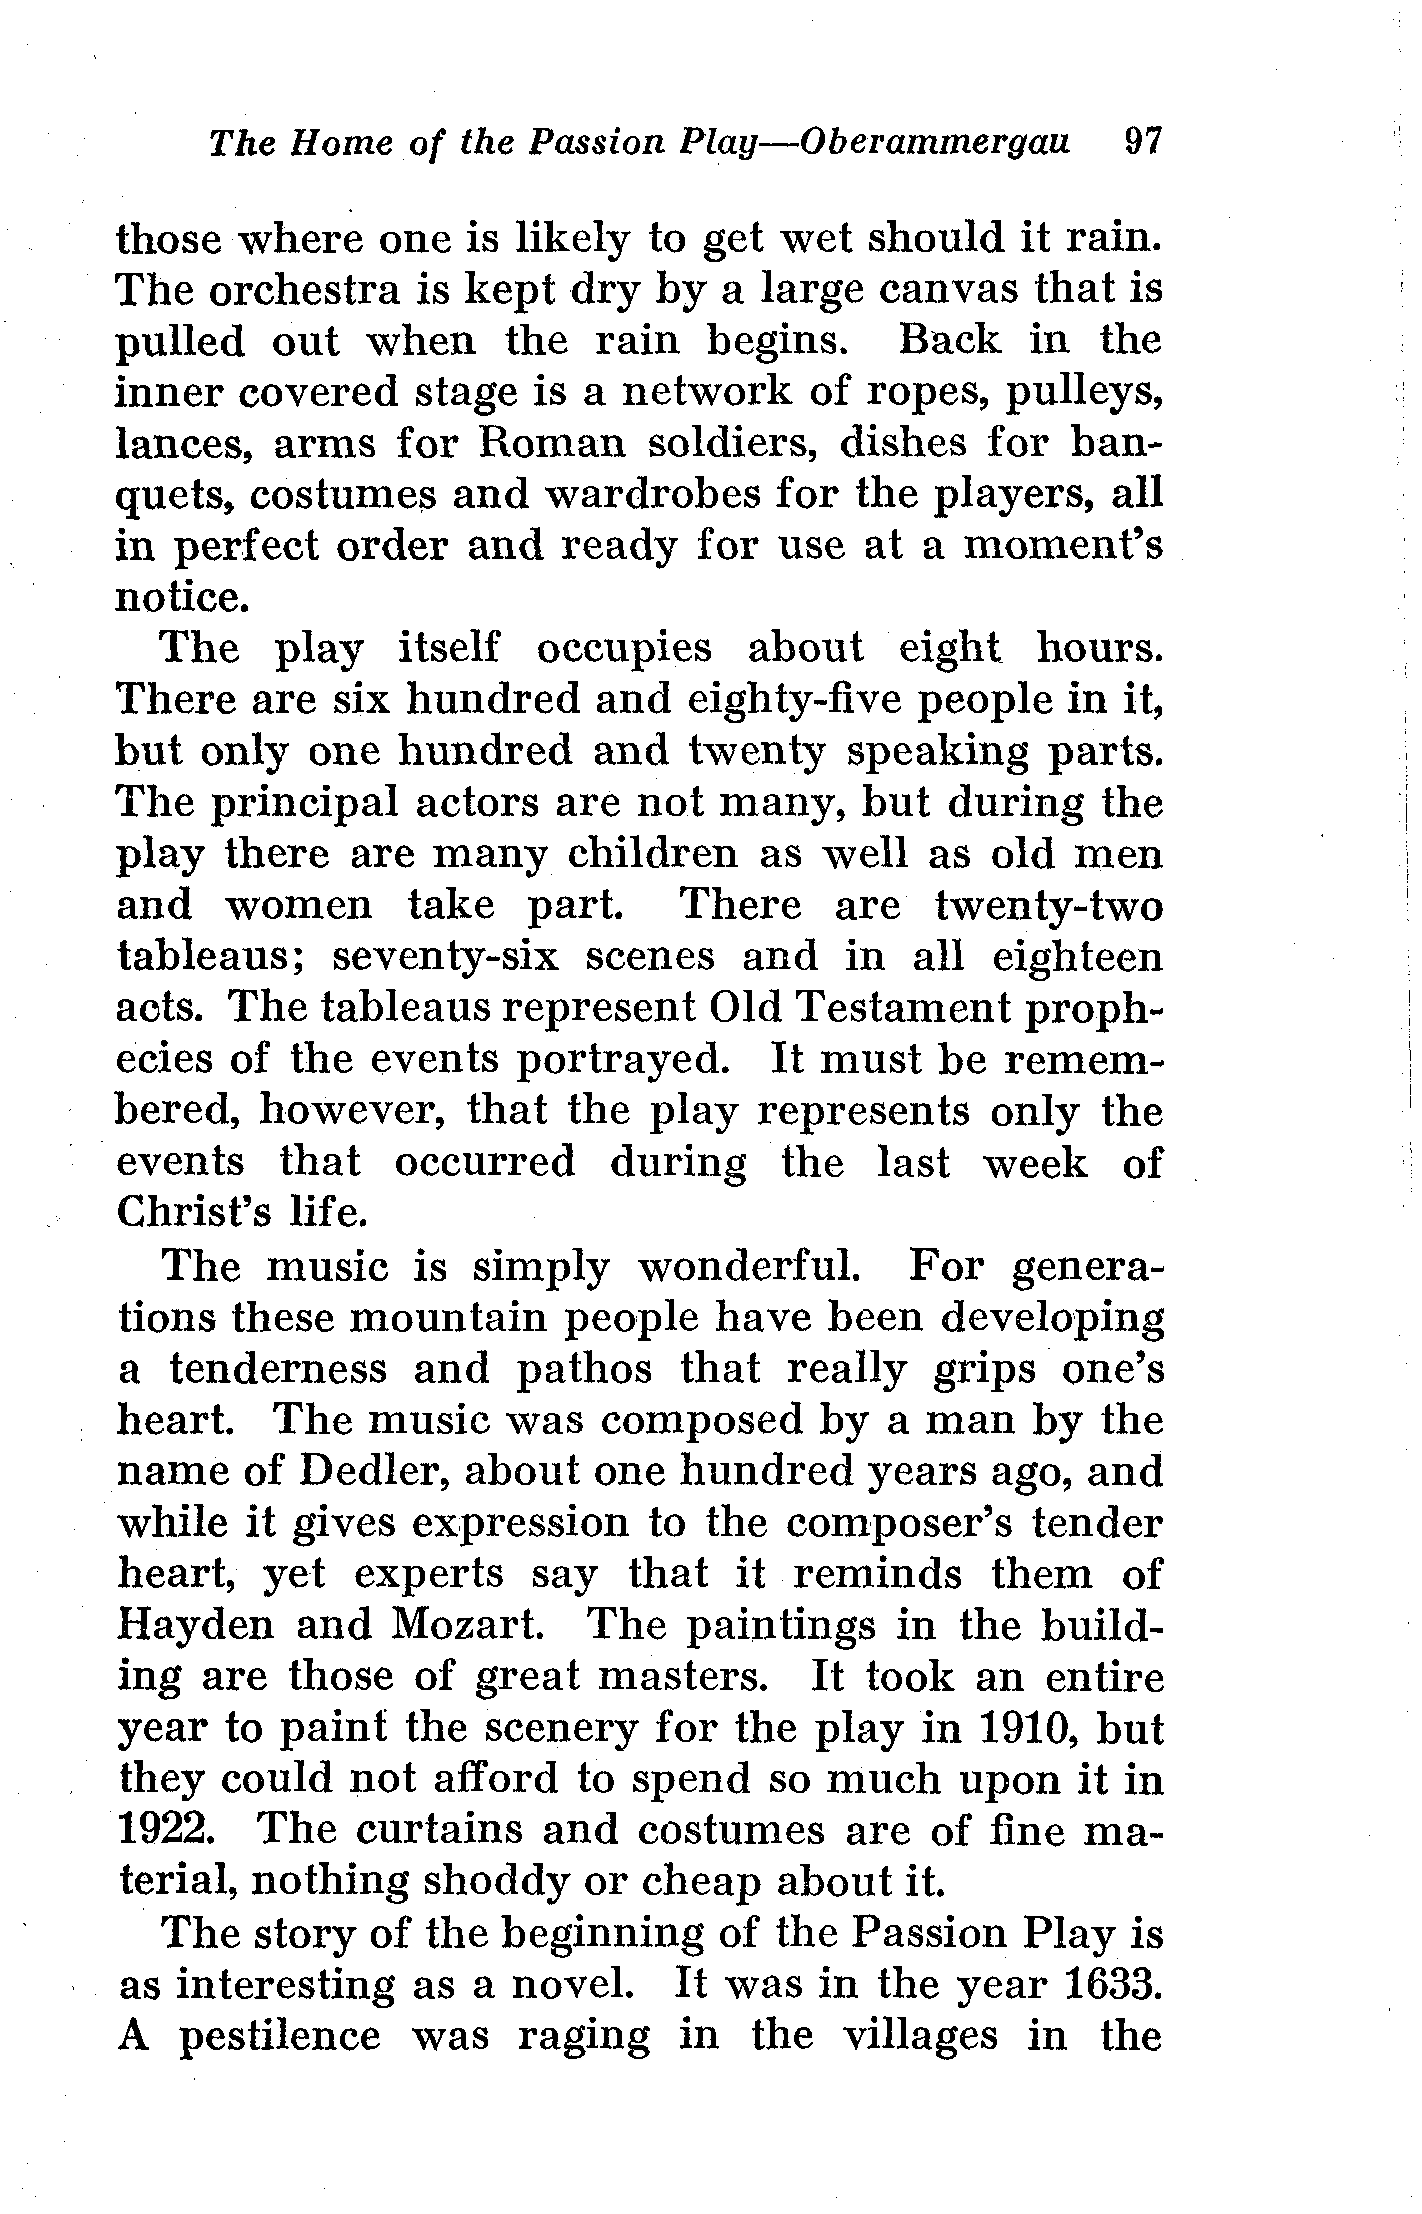 The Home of the Passion Play—Oberammergau 97
those where one is likely to get wet should it rain.
The orchestra is kept dry by a large canvas that is
pulled out when the rain begins. Back in the
inner covered stage is a network of ropes, pulleys,
lances, arms for Roman soldiers, dishes for ban-
quets, costumes and wardrobes for the players, all
in perfect order and ready for use at a moment's
notice.
The play itself occupies about eight hours.
There are six hundred and eighty-five people in it,
but only one hundred and twenty speaking parts.
The principal actors are not many, but during the
play there are many children as well as old men
and women take part. There are twenty-two
tableaus; seventy-six scenes and in all eighteen
acts. The tableaus represent Old Testament proph-
ecies of the events portrayed. It must be remem-
bered, however, that the play represents only the
events that occurred during the last week of
Christ's life.
The music is simply wonderful. For genera-
tions these mountain people have been developing
a tenderness and pathos that really grips one's
heart. The music was composed by a man by the
name of Dedler, about one hundred years ago, and
while it gives expression to the composer's tender
heart, yet experts say that it reminds them of
Hayden and Mozart. The paintings in the build-
ing are those of great masters. It took an entire
year to paint the scenery for the play in 1910, but
they could not afford to spend so much upon it in
1922. The curtains and costumes are of fine ma-
terial, nothing shoddy or cheap about it.
The story of the beginning of the Passion Play is
as interesting as a novel. It was in the year 1633.
A pestilence was raging in the villages in the